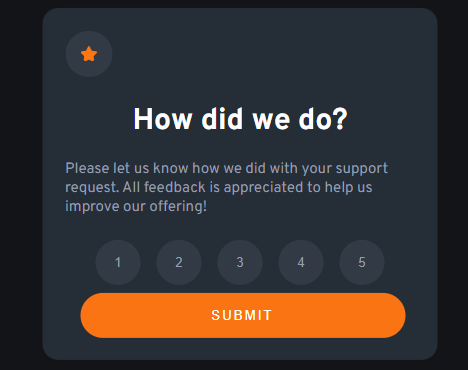 How did we do?
Please let us know how we did with your support
request. All feedback is appreciated to help us
improve our offering!
1 2 3 4 5
SUBMIT